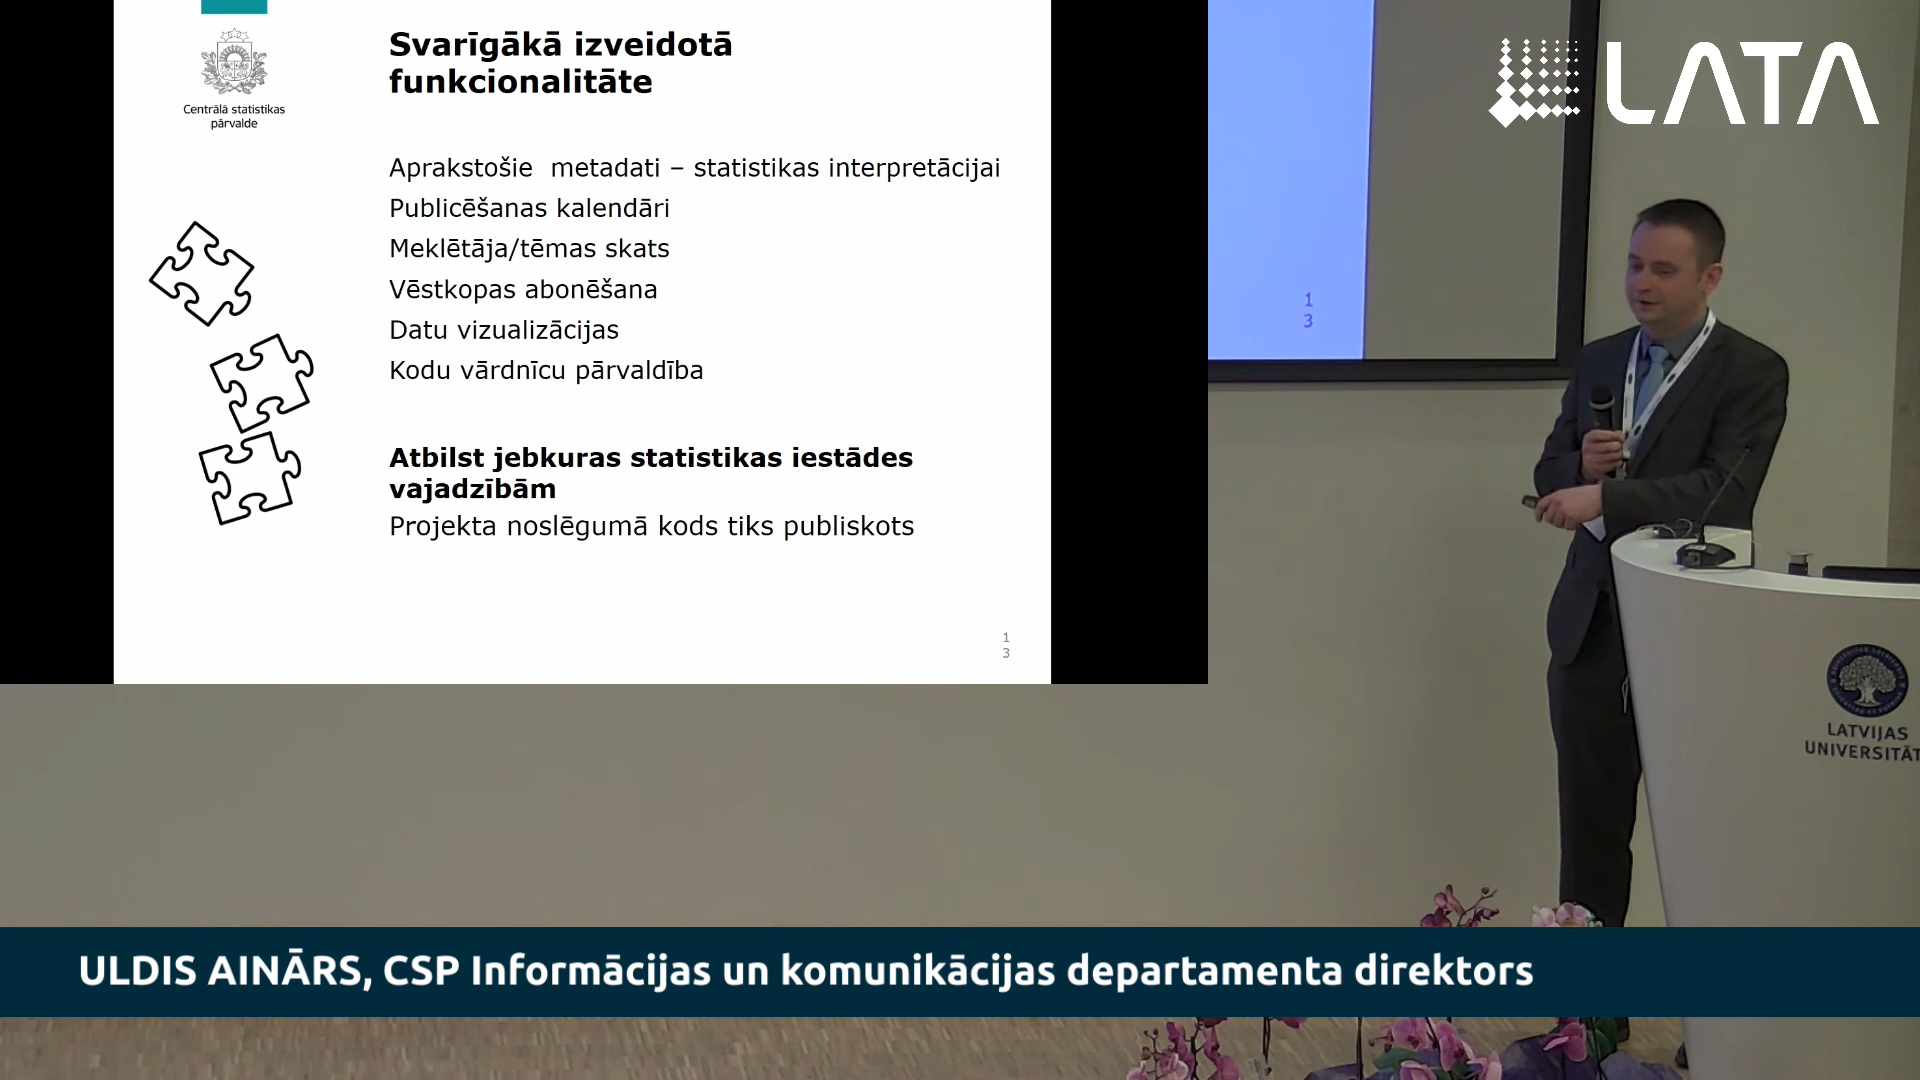 Centrālā statistikas
pārvalde
Svarīgākā izveidotā
funkcionalitāte
Aprakstošie metadati – statistikas interpretācijai
Publicēšanas kalendāri
Meklētāja/tēmas skats
Vēstkopas abonēšana
Datu vizualizācijas
Kodu vārdnīcu pārvaldība
Atbilst jebkuras statistikas iestādes
vajadzībām
Projekta noslēgumā kods tiks publiskots
1
3
1
3
LATA
LATVIJAS
UNIVERSITĀT
ULDIS AINĀRS, CSP Informācijas un komunikācijas departamenta direktors